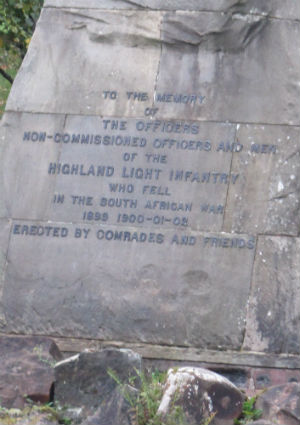 TO THE MEMORY
OF
THE OFFICERS
NON-COMMISSIONED OFFICERS AND MEN
OF THE
HIGHLAND LIGHT INFANTRY
WHO FELL
IN THE SOUTH AFRICAN WAR
1899 1900-01-02
ERECTED BY COMRADES AND FRIENDS